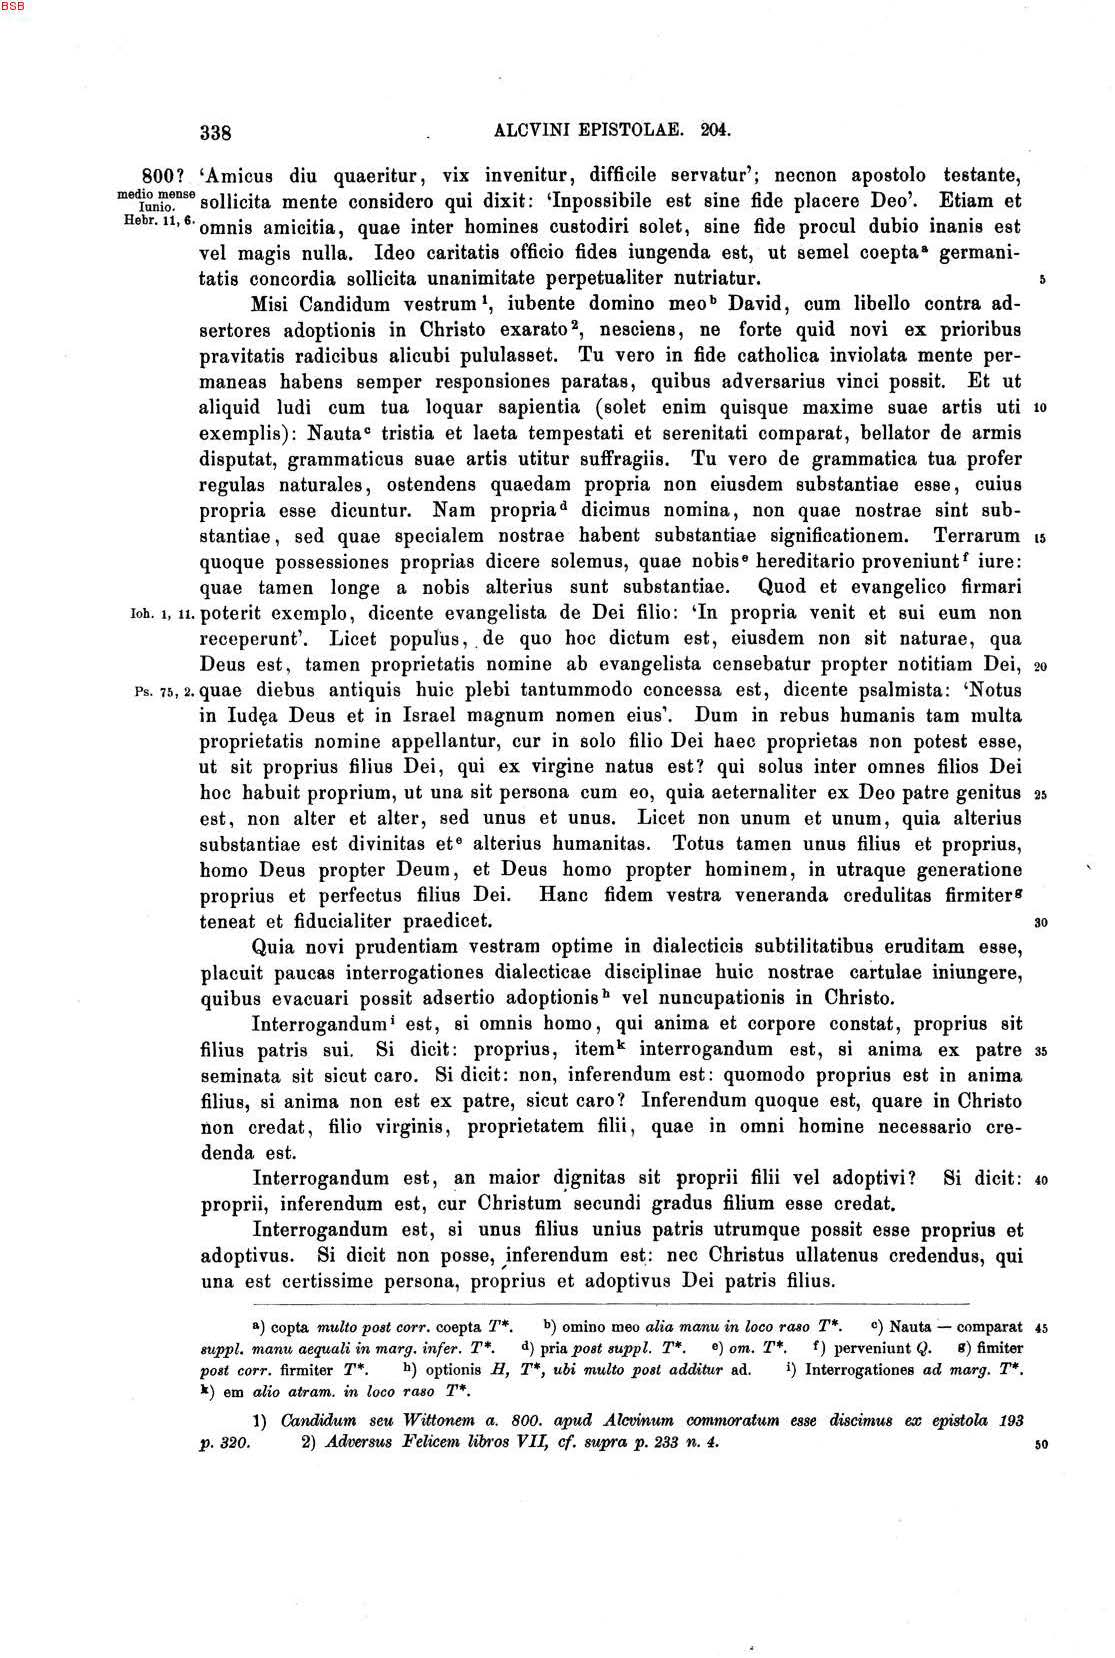 BSB
338 ALCVINI EPISTOLAE. 204.
800? ‘Amicus diu quaeritur, vix invenitur, difficile servatur’; necnon apostolo testante,
medio mense Iunio. sollicita mente considero qui dixit: ‘Inpossibile est sine fide placere Deo’. Etiam et
Hebr. 11, 6. omnis amicitia, quae inter homines custodiri solet, sine fide procul dubio inanis est
vel magis nulla. Ideo caritatis officio fides iungenda est, ut semel coepta a germani-
tatis concordia sollicita unanimitate perpetualiter nutriatur. 5
Misi Candidum vestrum 1, iubente domino meo b David, cum libello contra ad-
sertores adoptionis in Christo exarato 2, nesciens, ne forte quid novi ex prioribus
pravitatis radicibus alicubi pululasset. Tu vero in fide catholica inviolata mente per-
maneas habens semper responsiones paratas, quibus adversarius vinci possit. Et ut
aliquid ludi cum tua loquar sapientia (solet enim quisque maxime suae artis uti 10
exemplis): Nauta c tristia et laeta tempestati et serenitati comparat, bellator de armis
disputat, grammaticus suae artis utitur suffragiis. Tu vero de grammatica tua profer
regulas naturales, ostendens quaedam propria non eiusdem substantiae esse, cuius
propria esse dicuntur. Nam propria d dicimus nomina, non quae nostrae sint sub-
stantiae, sed quae specialem nostrae habent substantiae significationem. Terrarum 15
quoque possessiones proprias dicere solemus, quae nobis e hereditario proveniunt f iure:
quae tamen longe a nobis alterius sunt substantiae. Quod et evangelico firmari
Ioh. 1, 11. poterit exemplo, dicente evangelista de Dei filio: ‘In propria venit et sui eum non
receperunt’. Licet populus, de quo hoc dictum est, eiusdem non sit naturae, qua
Deus est, tamen proprietatis nomine ab evangelista censebatur propter notitiam Dei, 20
Ps. 75, 2. quae diebus antiquis huic plebi tantummodo concessa est, dicente psalmista: ‘Notus
in Iudęa Deus et in Israel magnum nomen eius’. Dum in rebus humanis tam multa
proprietatis nomine appellantur, cur in solo filio Dei haec proprietas non potest esse,
ut sit proprius filius Dei, qui ex virgine natus est? qui solus inter omnes filios Dei
hoc habuit proprium, ut una sit persona cum eo, quia aeternaliter ex Deo patre genitus 25
est, non alter et alter, sed unus et unus. Licet non unum et unum, quia alterius
substantiae est divinitas et e alterius humanitas. Totus tamen unus filius et proprius,
homo Deus propter Deum, et Deus homo propter hominem, in utraque generatione
proprius et perfectus filius Dei. Hanc fidem vestra veneranda credulitas firmiter g
teneat et fiducialiter praedicet. 30
Quia novi prudentiam vestram optime in dialecticis subtilitatibus eruditam esse,
placuit paucas interrogationes dialecticae disciplinae huic nostrae cartulae iniungere,
quibus evacuari possit adsertio adoptionis h vel nuncupationis in Christo.
Interrogandum i est, si omnis homo, qui anima et corpore constat, proprius sit
filius patris sui. Si dicit: proprius, item k interrogandum est, si anima ex patre 35
seminata sit sicut caro. Si dicit: non, inferendum est: quomodo proprius est in anima
filius, si anima non est ex patre, sicut caro? Inferendum quoque est, quare in Christo
non credat, filio virginis, proprietatem filii, quae in omni homine necessario cre-
denda est.
Interrogandum est, an maior dignitas sit proprii filii vel adoptivi? Si dicit: 40
proprii, inferendum est, cur Christum secundi gradus filium esse credat.
Interrogandum est, si unus filius unius patris utrumque possit esse proprius et
adoptivus. Si dicit non posse, inferendum est: nec Christus ullatenus credendus, qui
una est certissime persona, proprius et adoptivus Dei patris filius.
a) copta multo post corr. coepta T*. b) omino meo alia manu in loco raso T*. c) Nauta — comparat 45
suppl. manu aequali in marg. infer. T*. d) pria post suppl. T*. e) om. T*. f) perveniunt Q. g) fimiter
post corr. firmiter T*. h) optionis H, T*, ubi multo post additur ad. i) Interrogationes ad marg. T*.
k) em alio atram. in loco raso T*.
1) Candidum seu Wittonem a. 800. apud Alcvinum commoratum esse discimus ex epistola 193
p. 320. 2) Adversus Felicem libros VII, cf. supra p. 233 n. 4. 50